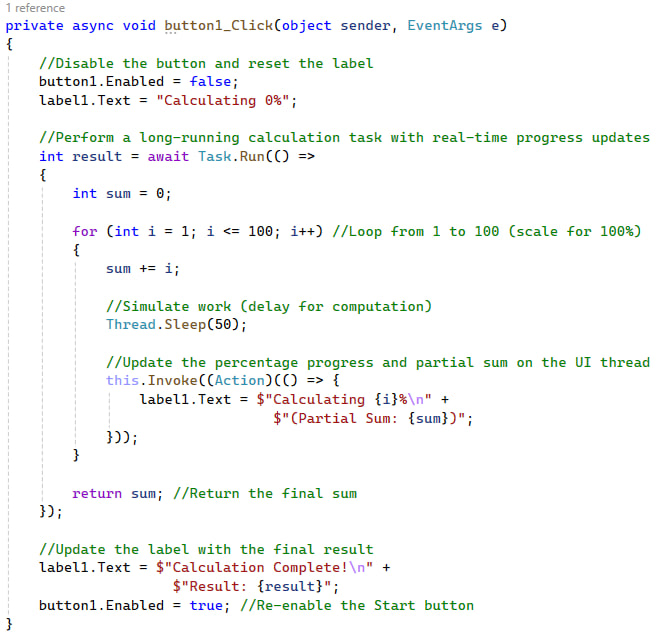 1 reference
private async void button1_Click(object sender, EventArgs e)
{
    //Disable the button and reset the label
    button1.Enabled = false;
    label1.Text = "Calculating 0%";

    //Perform a long-running calculation task with real-time progress updates
    int result = await Task.Run(() =>
    {
        int sum = 0;

        for (int i = 1; i <= 100; i++) //Loop from 1 to 100 (scale for 100%)
        {
            sum += i;

            //Simulate work (delay for computation)
            Thread.Sleep(50);

            //Update the percentage progress and partial sum on the UI thread
            this.Invoke((Action)(() => {
                label1.Text = $"Calculating {i}%\n" +
                                $"(Partial Sum: {sum})";
            }));
        }

        return sum; //Return the final sum
    });

    //Update the label with the final result
    label1.Text = $"Calculation Complete!\n" +
                    $"Result: {result}";
    button1.Enabled = true; //Re-enable the Start button
}